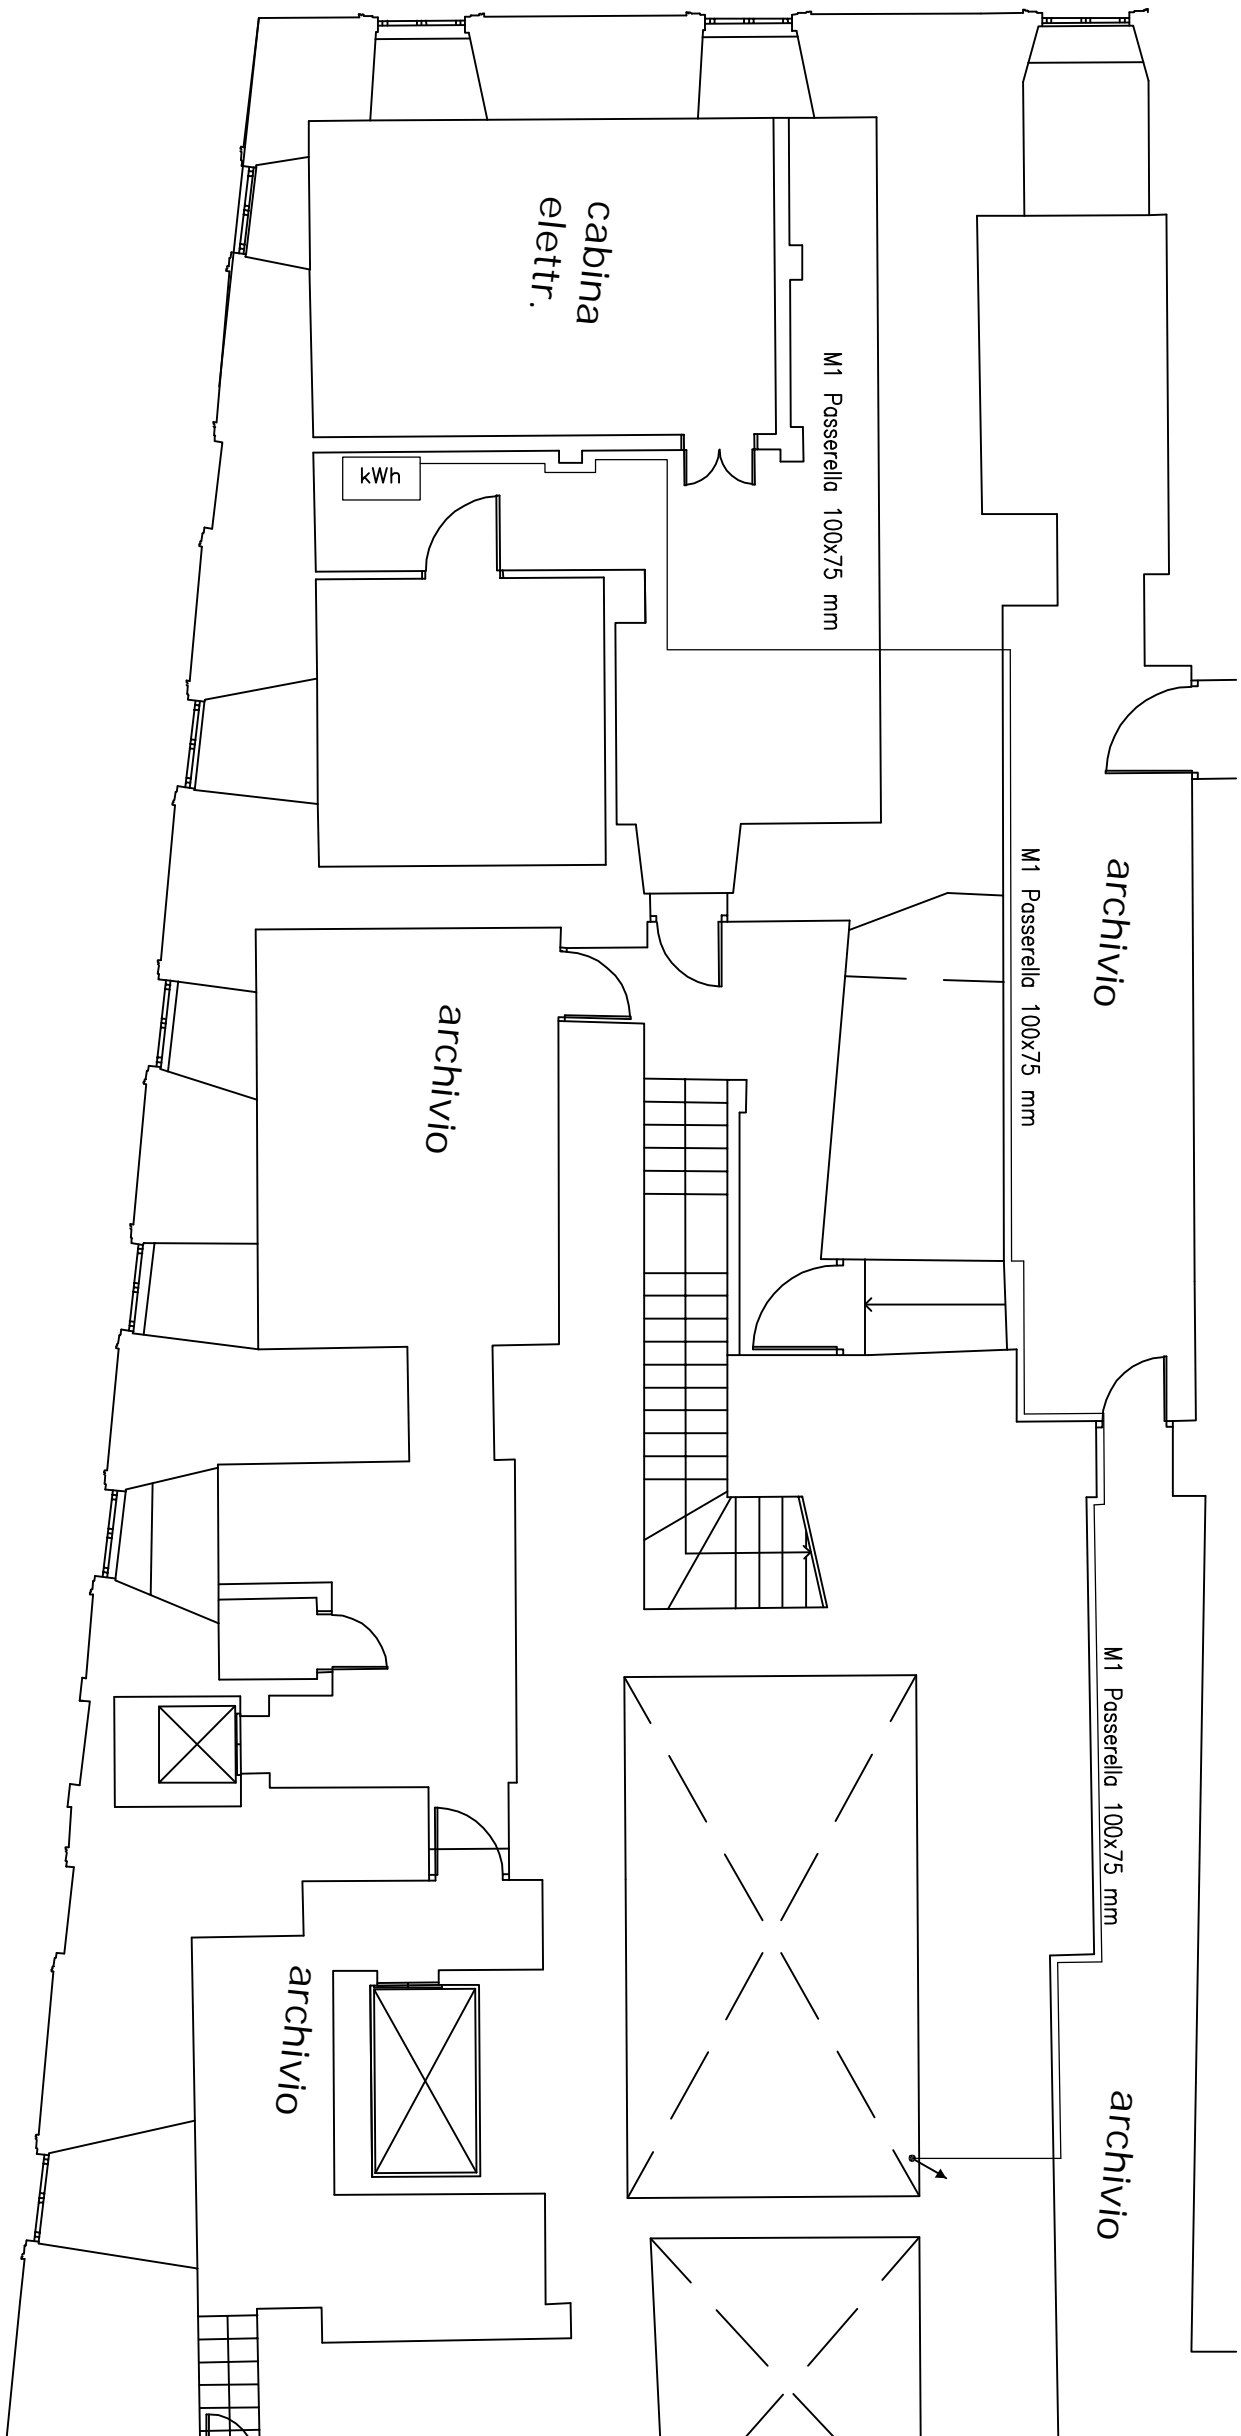 cabina
elettr.
M1 Passerella 100x75 mm
kWh
archivio
M1 Passerella 100x75 mm
archivio
M1 Passerella 100x75 mm
archivio
archivio